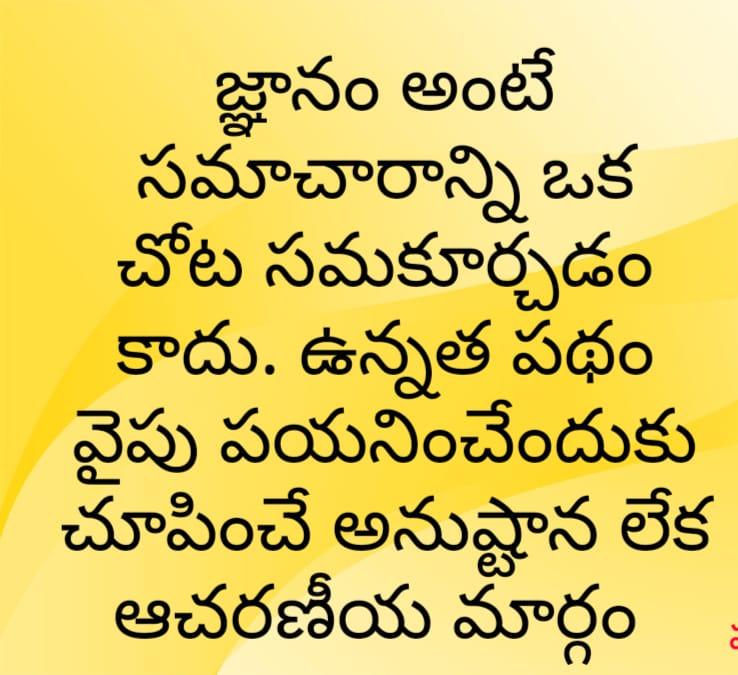 జ్ఞానం అంటే
సమాచారాన్ని ఒక
చోట సమకూర్చడం
కాదు. ఉన్నత పథం
వైపు పయనించేందుకు
చూపించే అనుష్టాన లేక
ఆచరణీయ మార్గం